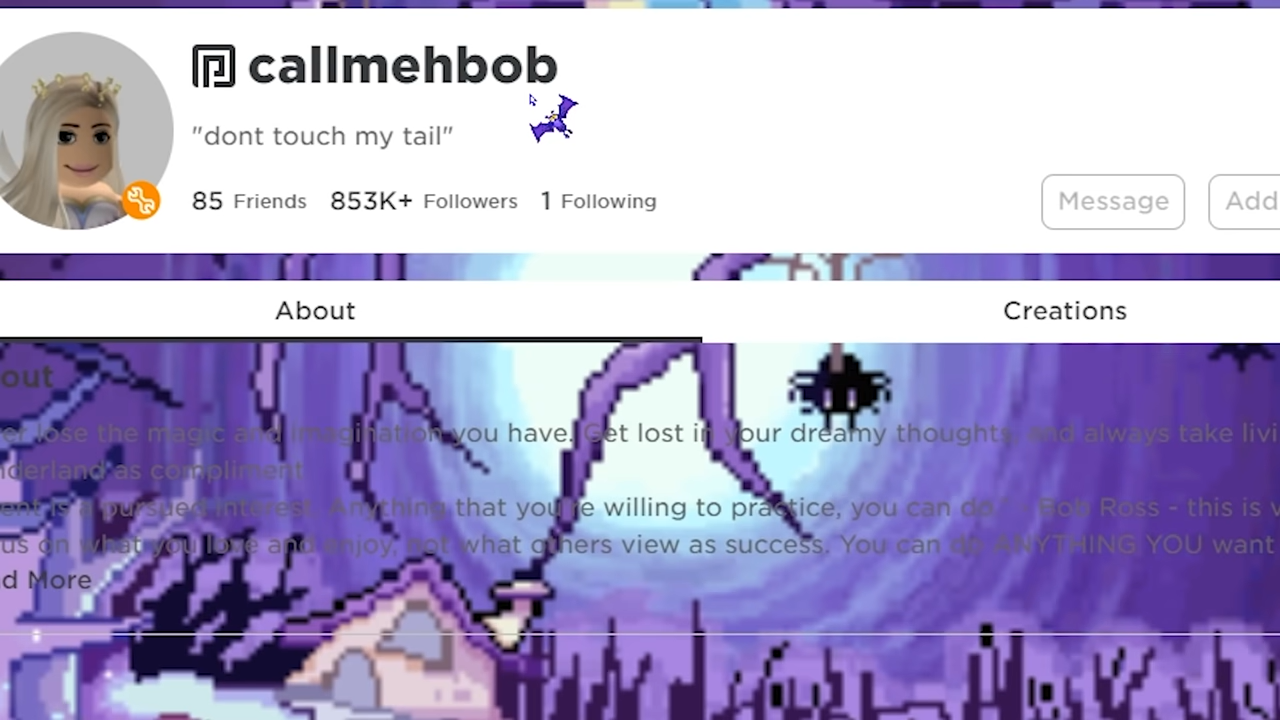 callmehbob
"dont touch my tail"
85 Friends 853K+ Followers 1 Following
Message Add
About Creations
out
er lose the magic and imagination you have. Get lost in your dreamy thoughts, and always take livi
nderland as compliment
ent is a pursued interest. Anything that you're willing to practice, you can do." - Bob Ross - this is
us on what you love and enjoy, not what others view as success. You can do ANYTHING YOU want
d More